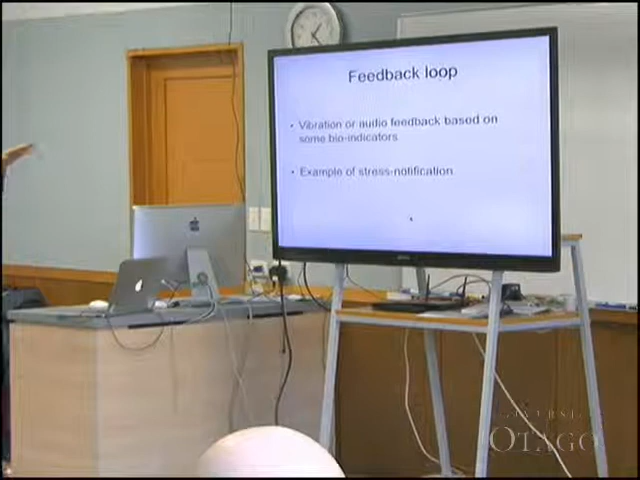 Feedback loop
• Vibration or audio feedback based on
some bio-indicators
• Example of stress-notification
OTAGO